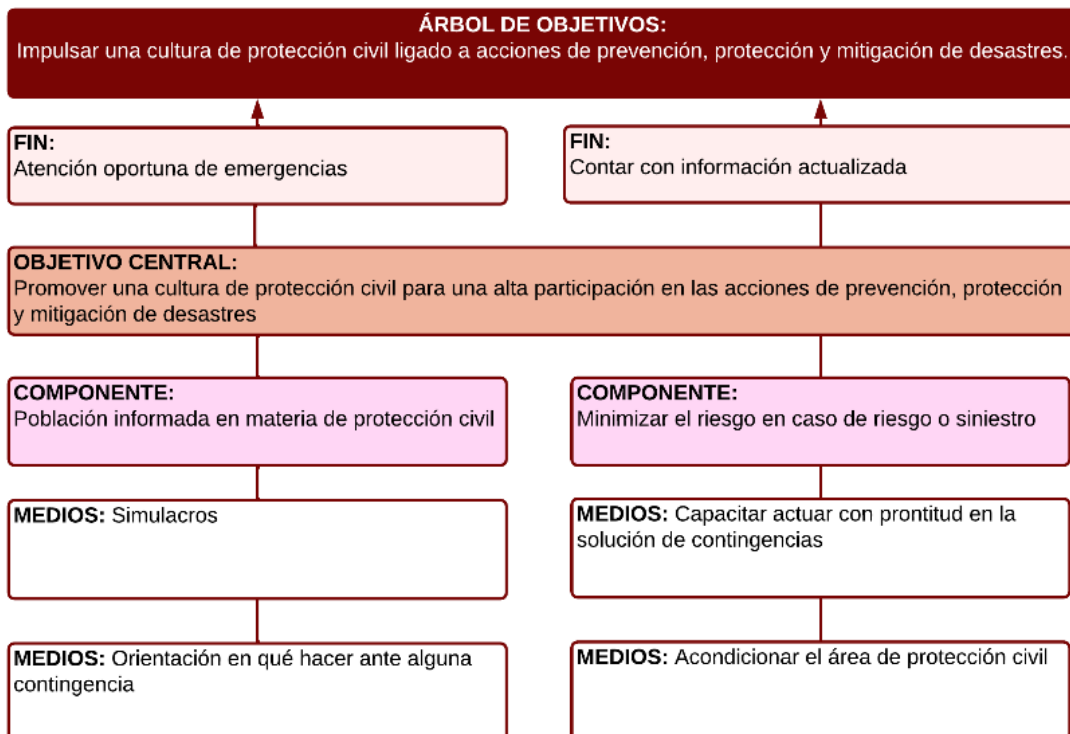 ÁRBOL DE OBJETIVOS:
Impulsar una cultura de protección civil ligado a acciones de prevención, protección y mitigación de desastres.
FIN:
Atención oportuna de emergencias
FIN:
Contar con información actualizada
OBJETIVO CENTRAL:
Promover una cultura de protección civil para una alta participación en las acciones de prevención, protección
y mitigación de desastres
COMPONENTE:
Población informada en materia de protección civil
COMPONENTE:
Minimizar el riesgo en caso de riesgo o siniestro
MEDIOS: Simulacros
MEDIOS: Capacitar actuar con prontitud en la
solución de contingencias
MEDIOS: Orientación en qué hacer ante alguna
contingencia
MEDIOS: Acondicionar el área de protección civil